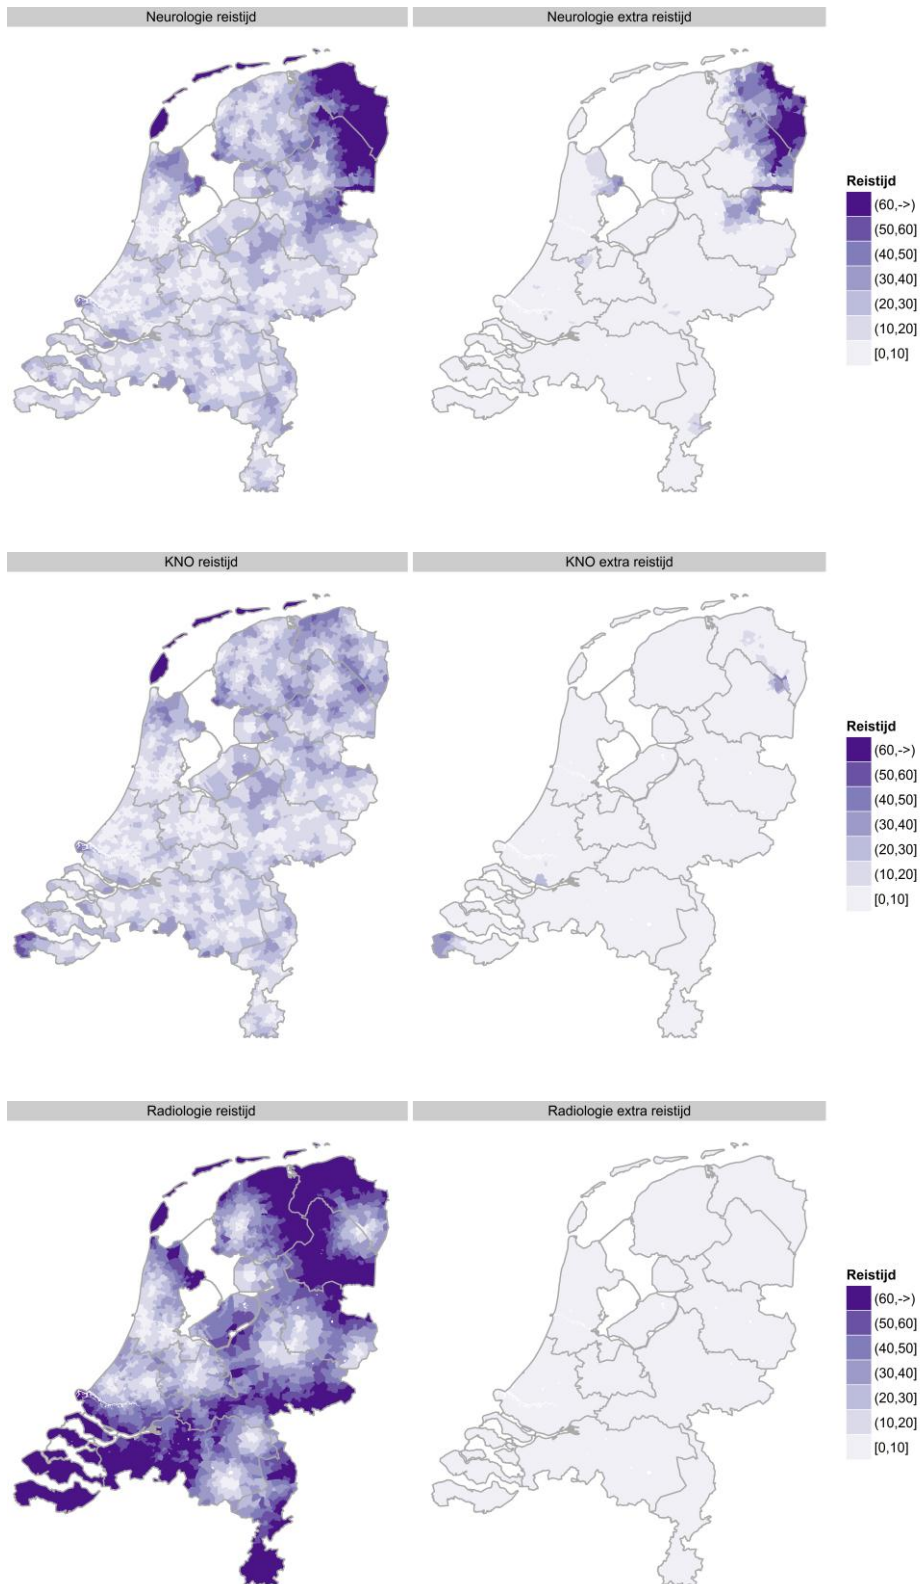 Neurologie reistijd
Neurologie extra reistijd
Reistijd
(60,->)
(50,60]
(40,50]
(30,40]
(20,30]
(10,20]
[0,10]
KNO reistijd
KNO extra reistijd
Reistijd
(60,->)
(50,60]
(40,50]
(30,40]
(20,30]
(10,20]
[0,10]
Radiologie reistijd
Radiologie extra reistijd
Reistijd
(60,->)
(50,60]
(40,50]
(30,40]
(20,30]
(10,20]
[0,10]